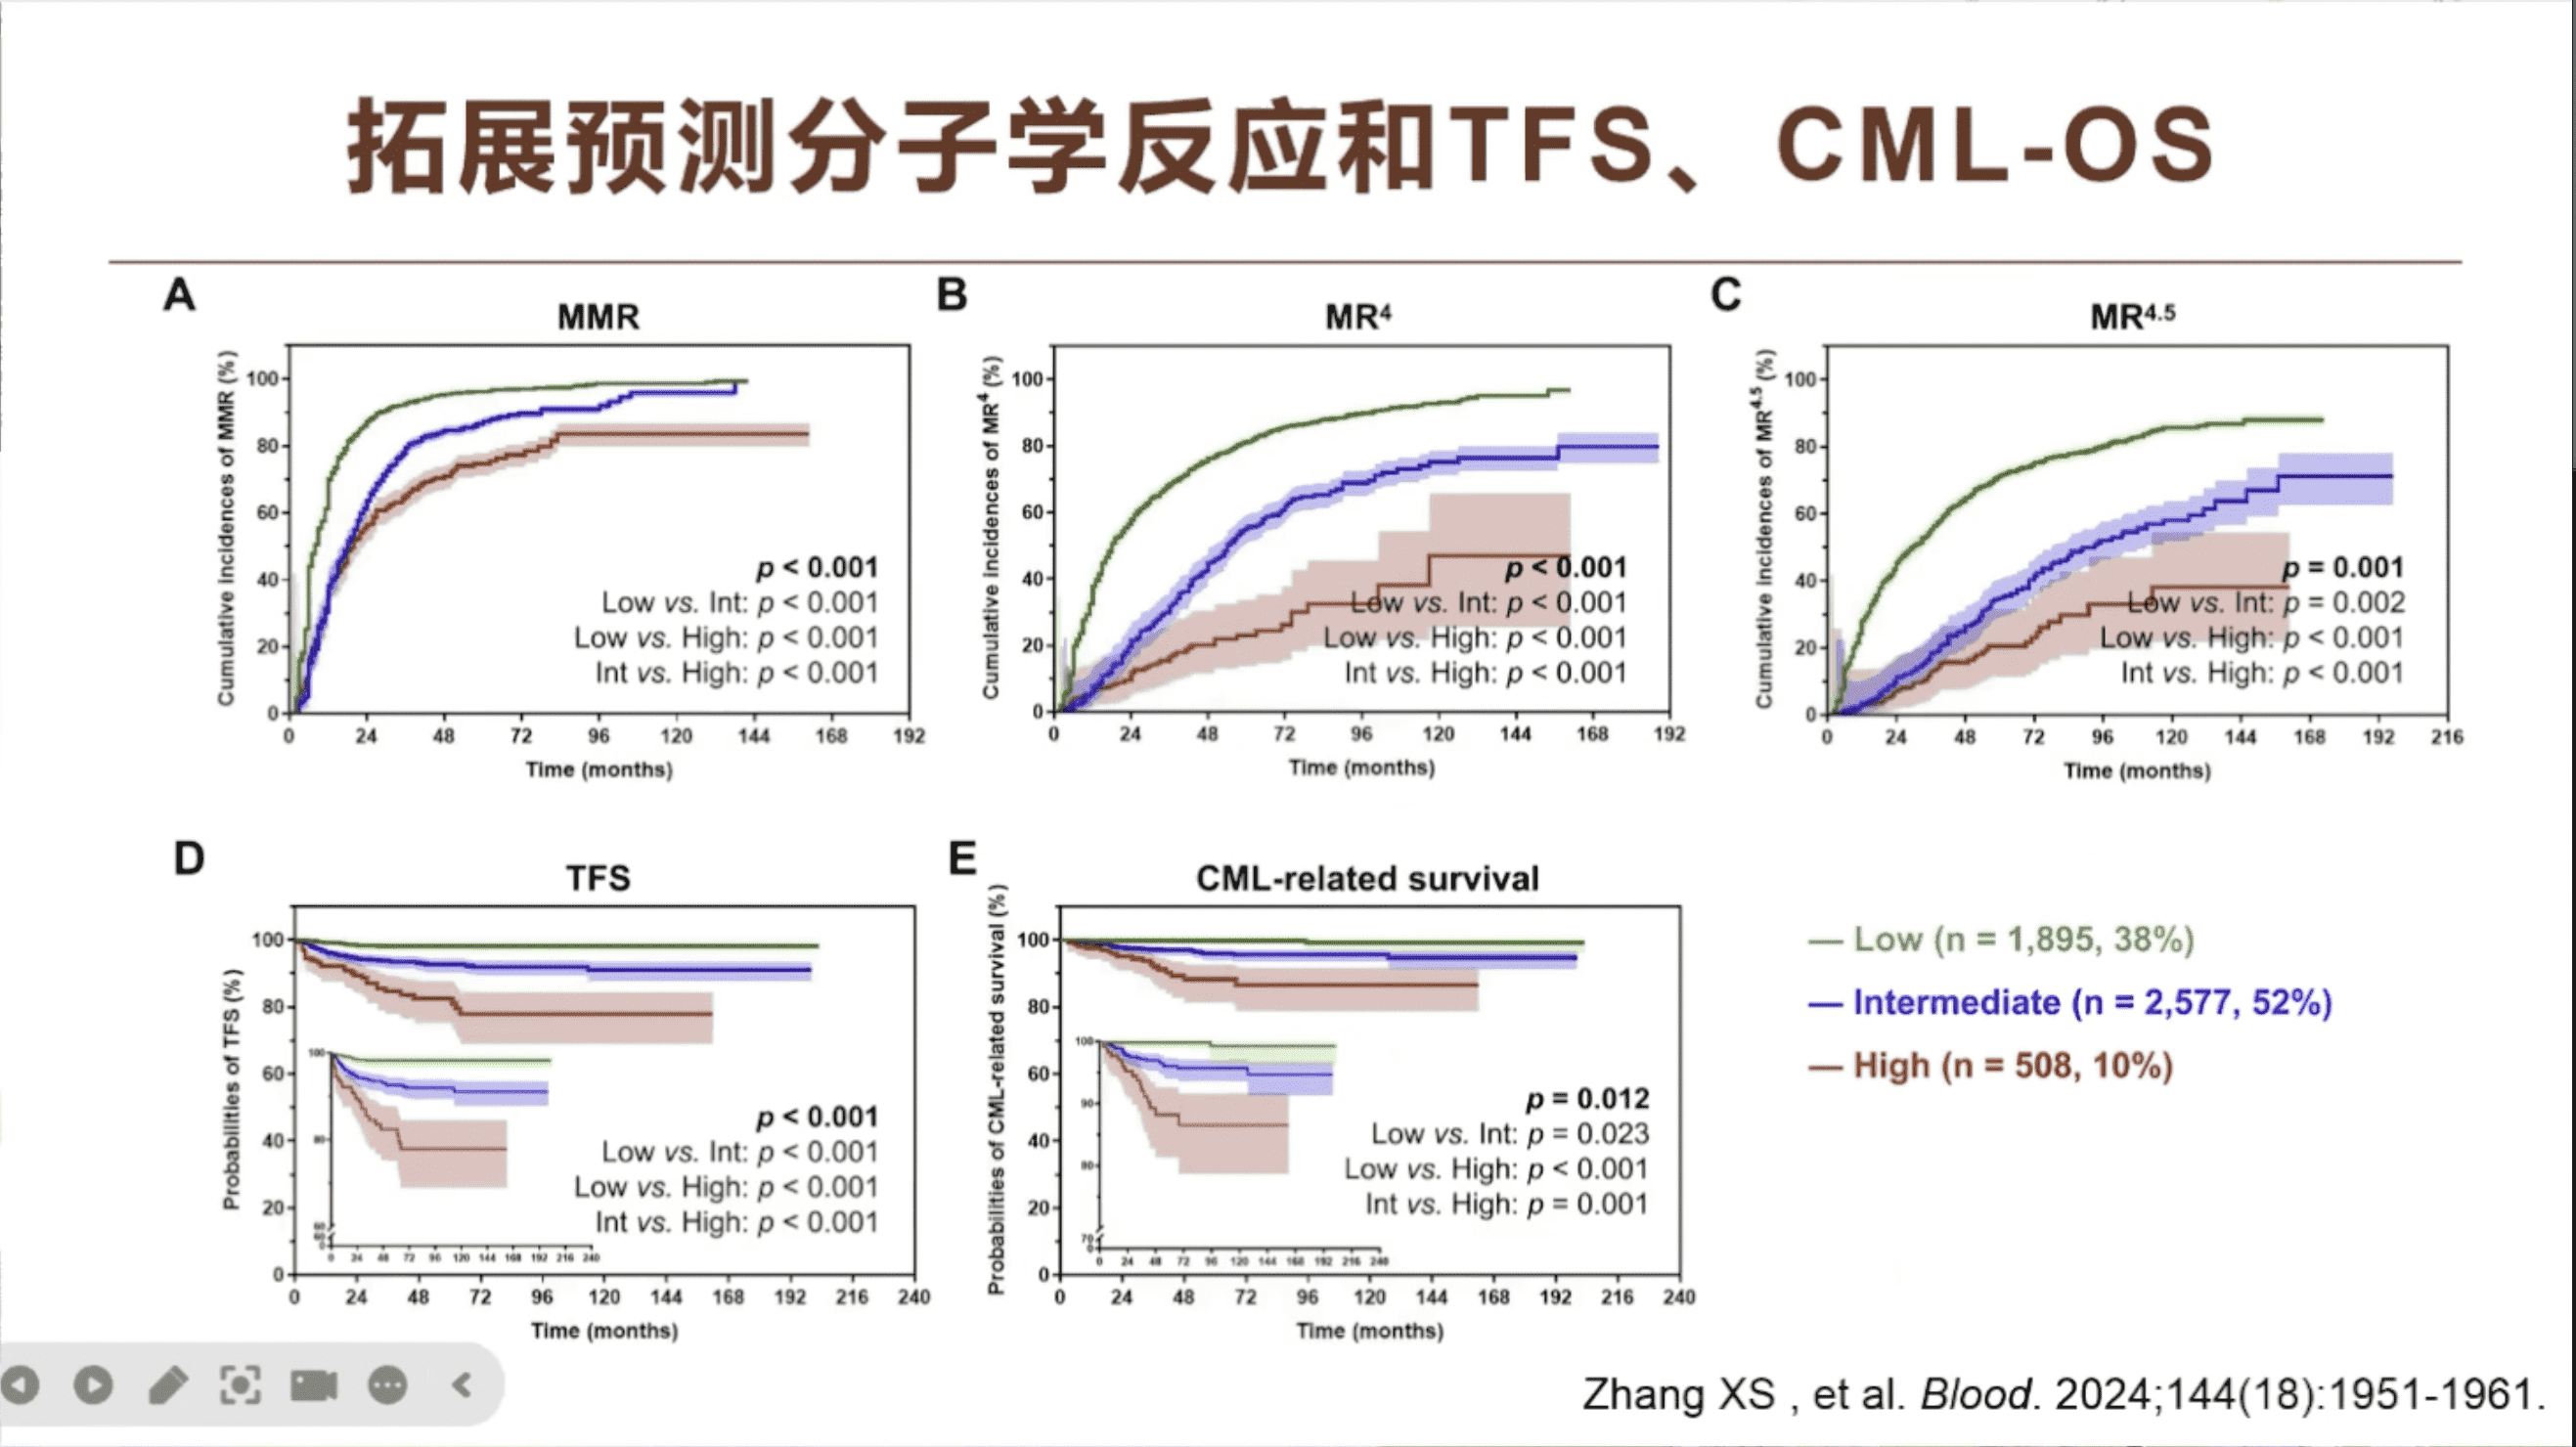 拓展预测分子学反应和TFS、CML-OS
A
MMR
Cumulative incidences of MMR (%)
100
80
60
40
20
0
p < 0.001
Low vs. Int: p < 0.001
Low vs. High: p < 0.001
Int vs. High: p < 0.001
0 24 48 72 96 120 144 168 192
Time (months)
B
MR⁴
Cumulative incidences of MR⁴ (%)
100
80
60
40
20
0
p < 0.001
Low vs. Int: p < 0.001
Low vs. High: p < 0.001
Int vs. High: p < 0.001
0 24 48 72 96 120 144 168 192
Time (months)
C
MR⁴·⁵
Cumulative incidences of MR⁴·⁵ (%)
100
80
60
40
20
0
p = 0.001
Low vs. Int: p = 0.002
Low vs. High: p < 0.001
Int vs. High: p < 0.001
0 24 48 72 96 120 144 168 192 216
Time (months)
D
TFS
Probabilities of TFS (%)
100
80
60
40
20
0
100
80
0 24 48 72 96 120 144 168 192 216 240
p < 0.001
Low vs. Int: p < 0.001
Low vs. High: p < 0.001
Int vs. High: p < 0.001
0 24 48 72 96 120 144 168 192 216 240
Time (months)
E
CML-related survival
Probabilities of CML-related survival (%)
100
80
60
40
20
0
100
90
80
70
0
0 24 48 72 96 120 144 168 192 216 240
p = 0.012
Low vs. Int: p = 0.023
Low vs. High: p < 0.001
Int vs. High: p = 0.001
0 24 48 72 96 120 144 168 192 216 240
Time (months)
Low (n = 1,895, 38%)
Intermediate (n = 2,577, 52%)
High (n = 508, 10%)
Zhang XS , et al. Blood. 2024;144(18):1951-1961.